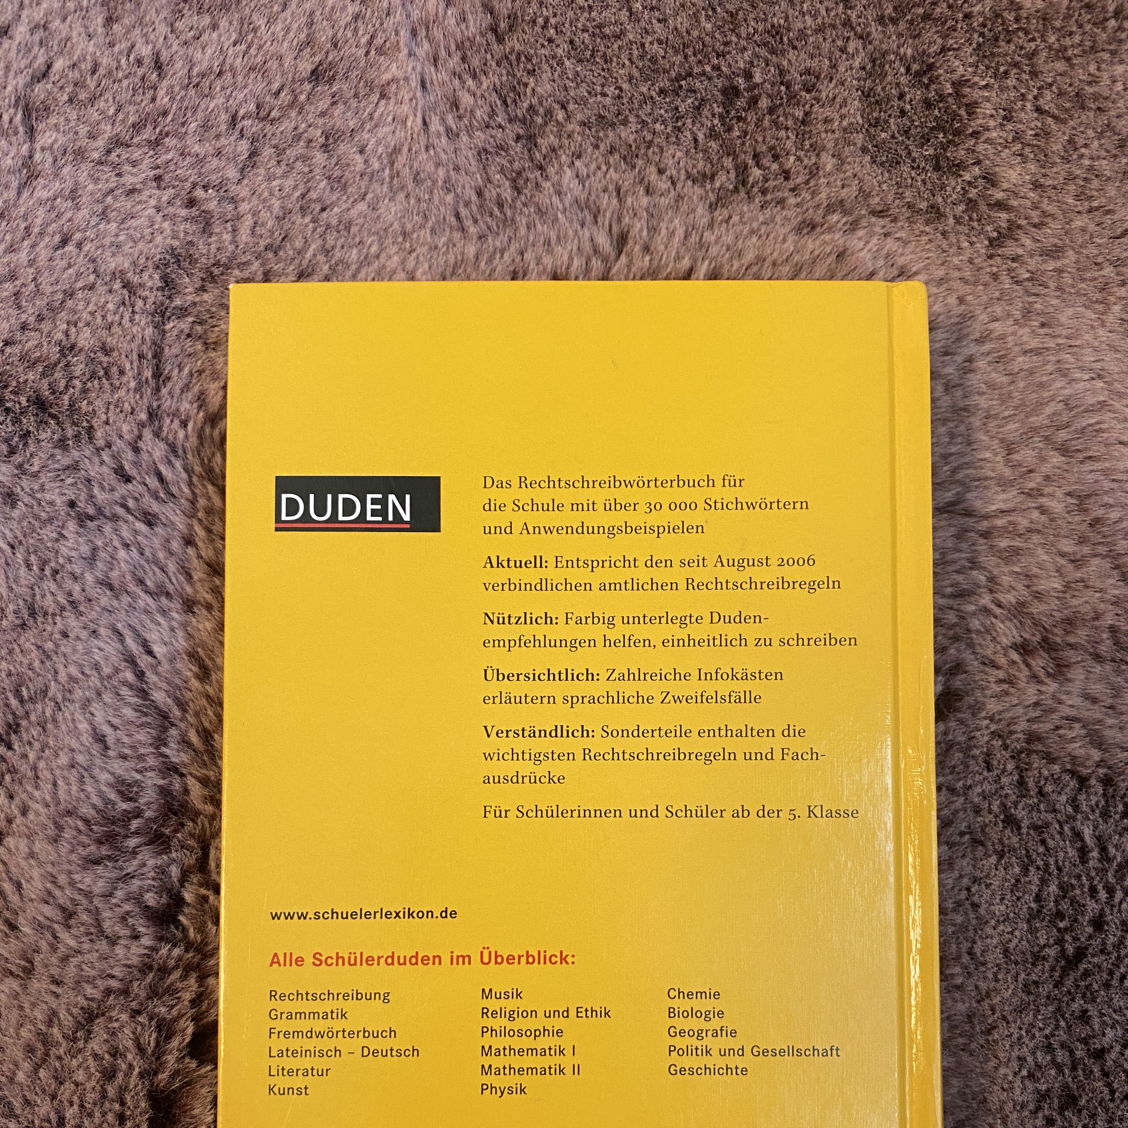 DUDEN
Das Rechtschreibwörterbuch für
die Schule mit über 30 000 Stichwörtern
und Anwendungsbeispielen
Aktuell: Entspricht den seit August 2006
verbindlichen amtlichen Rechtschreibregeln
Nützlich: Farbig unterlegte Duden-
empfehlungen helfen, einheitlich zu schreiben
Übersichtlich: Zahlreiche Infokästen
erläutern sprachliche Zweifelsfälle
Verständlich: Sonderteile enthalten die
wichtigsten Rechtschreibregeln und Fach-
ausdrücke
Für Schülerinnen und Schüler ab der 5. Klasse
www.schuelerlexikon.de
Alle Schülerduden im Überblick:
Rechtschreibung
Grammatik
Fremdwörterbuch
Lateinisch – Deutsch
Literatur
Kunst
Musik
Religion und Ethik
Philosophie
Mathematik I
Mathematik II
Physik
Chemie
Biologie
Geografie
Politik und Gesellschaft
Geschichte